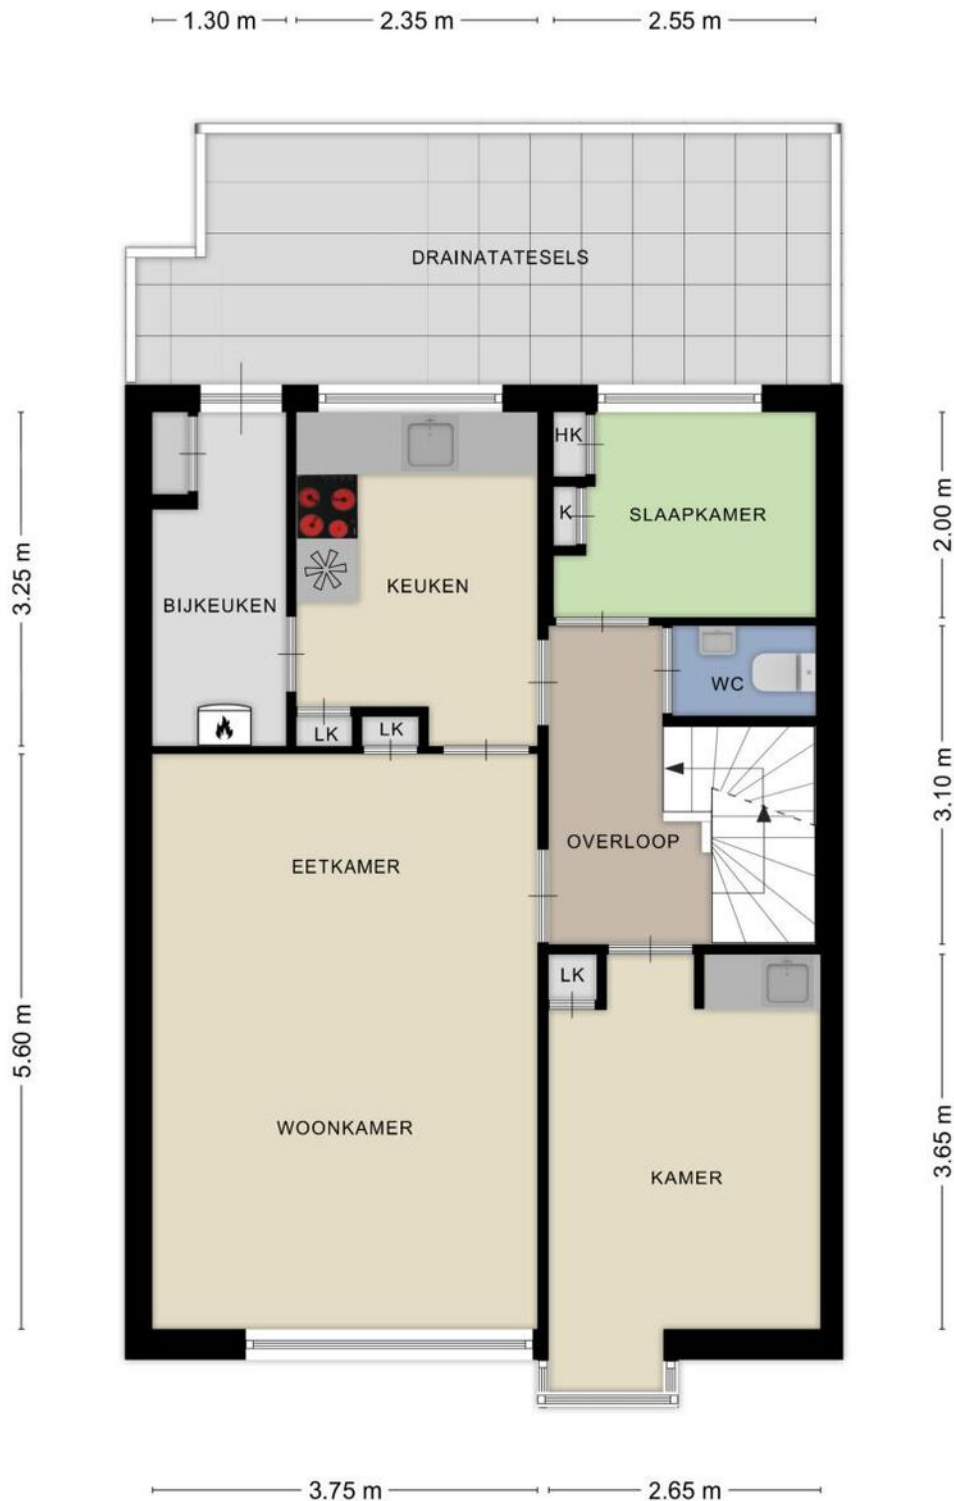 1.30 m
2.35 m
2.55 m
DRAINATATESELS
HK
K
SLAAPKAMER
2.00 m
3.25 m
KEUKEN
BIJKEUKEN
WC
LK
LK
3.10 m
OVERLOOP
EETKAMER
LK
5.60 m
WOONKAMER
KAMER
3.65 m
3.75 m
2.65 m